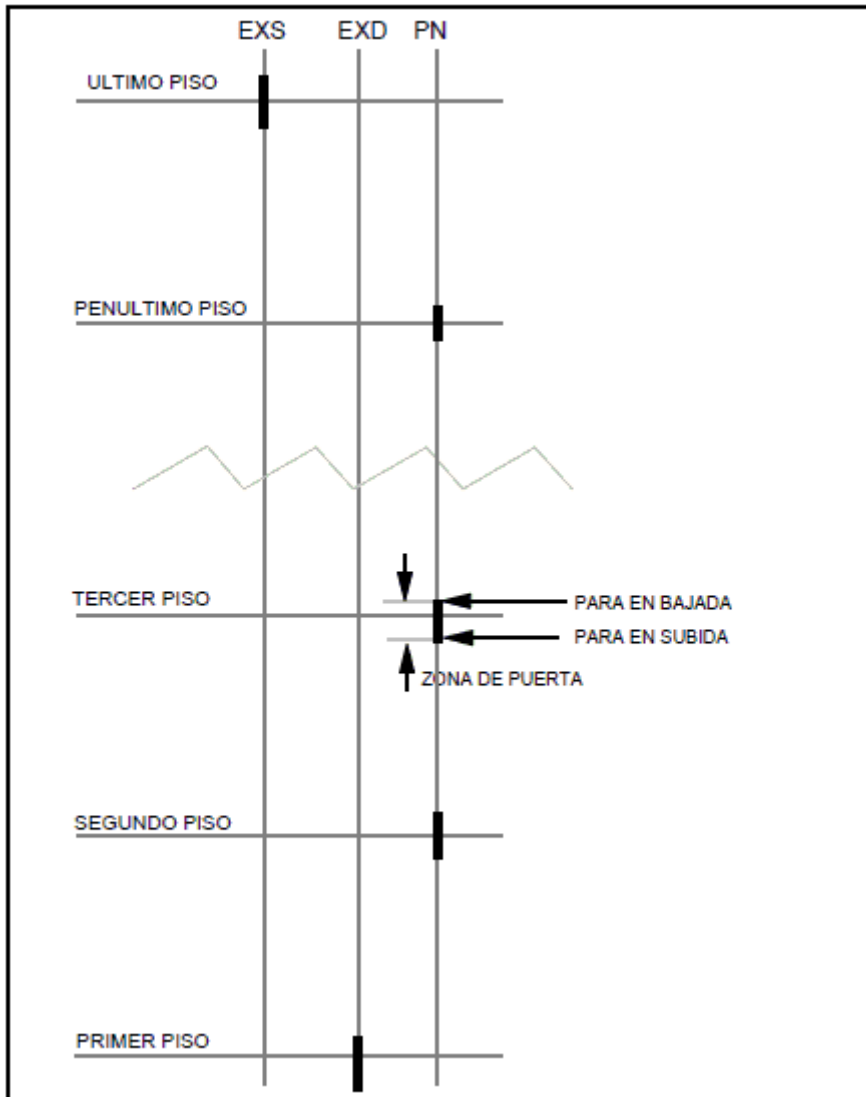 EXS EXD PN
ULTIMO PISO
PENULTIMO PISO
TERCER PISO
PARA EN BAJADA
PARA EN SUBIDA
ZONA DE PUERTA
SEGUNDO PISO
PRIMER PISO